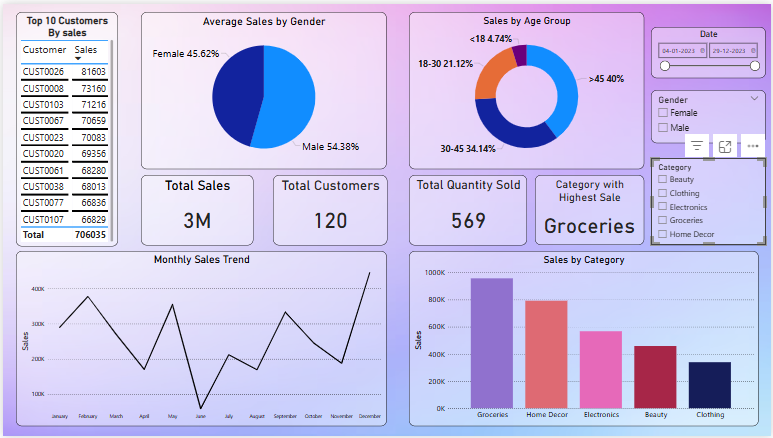 Top 10 Customers
By sales
Customer Sales
CUST0026 81603
CUST0008 73160
CUST0103 71216
CUST0067 70659
CUST0023 70083
CUST0020 69356
CUST0061 68280
CUST0038 68013
CUST0077 66836
CUST0107 66829
Total 706035
Average Sales by Gender
Female 45.62%
Male 54.38%
Sales by Age Group
<18 4.74%
18-30 21.12%
>45 40%
30-45 34.14%
Date
04-01-2023 29-12-2023
Gender
Female
Male
Category
Beauty
Clothing
Electronics
Groceries
Home Decor
Total Sales
3M
Total Customers
120
Total Quantity Sold
569
Category with
Highest Sale
Groceries
Monthly Sales Trend
Sales
400K
300K
200K
100K
January February March April May June July August September October November December
Sales by Category
Sales
1000K
800K
600K
400K
200K
0K
Groceries Home Decor Electronics Beauty Clothing